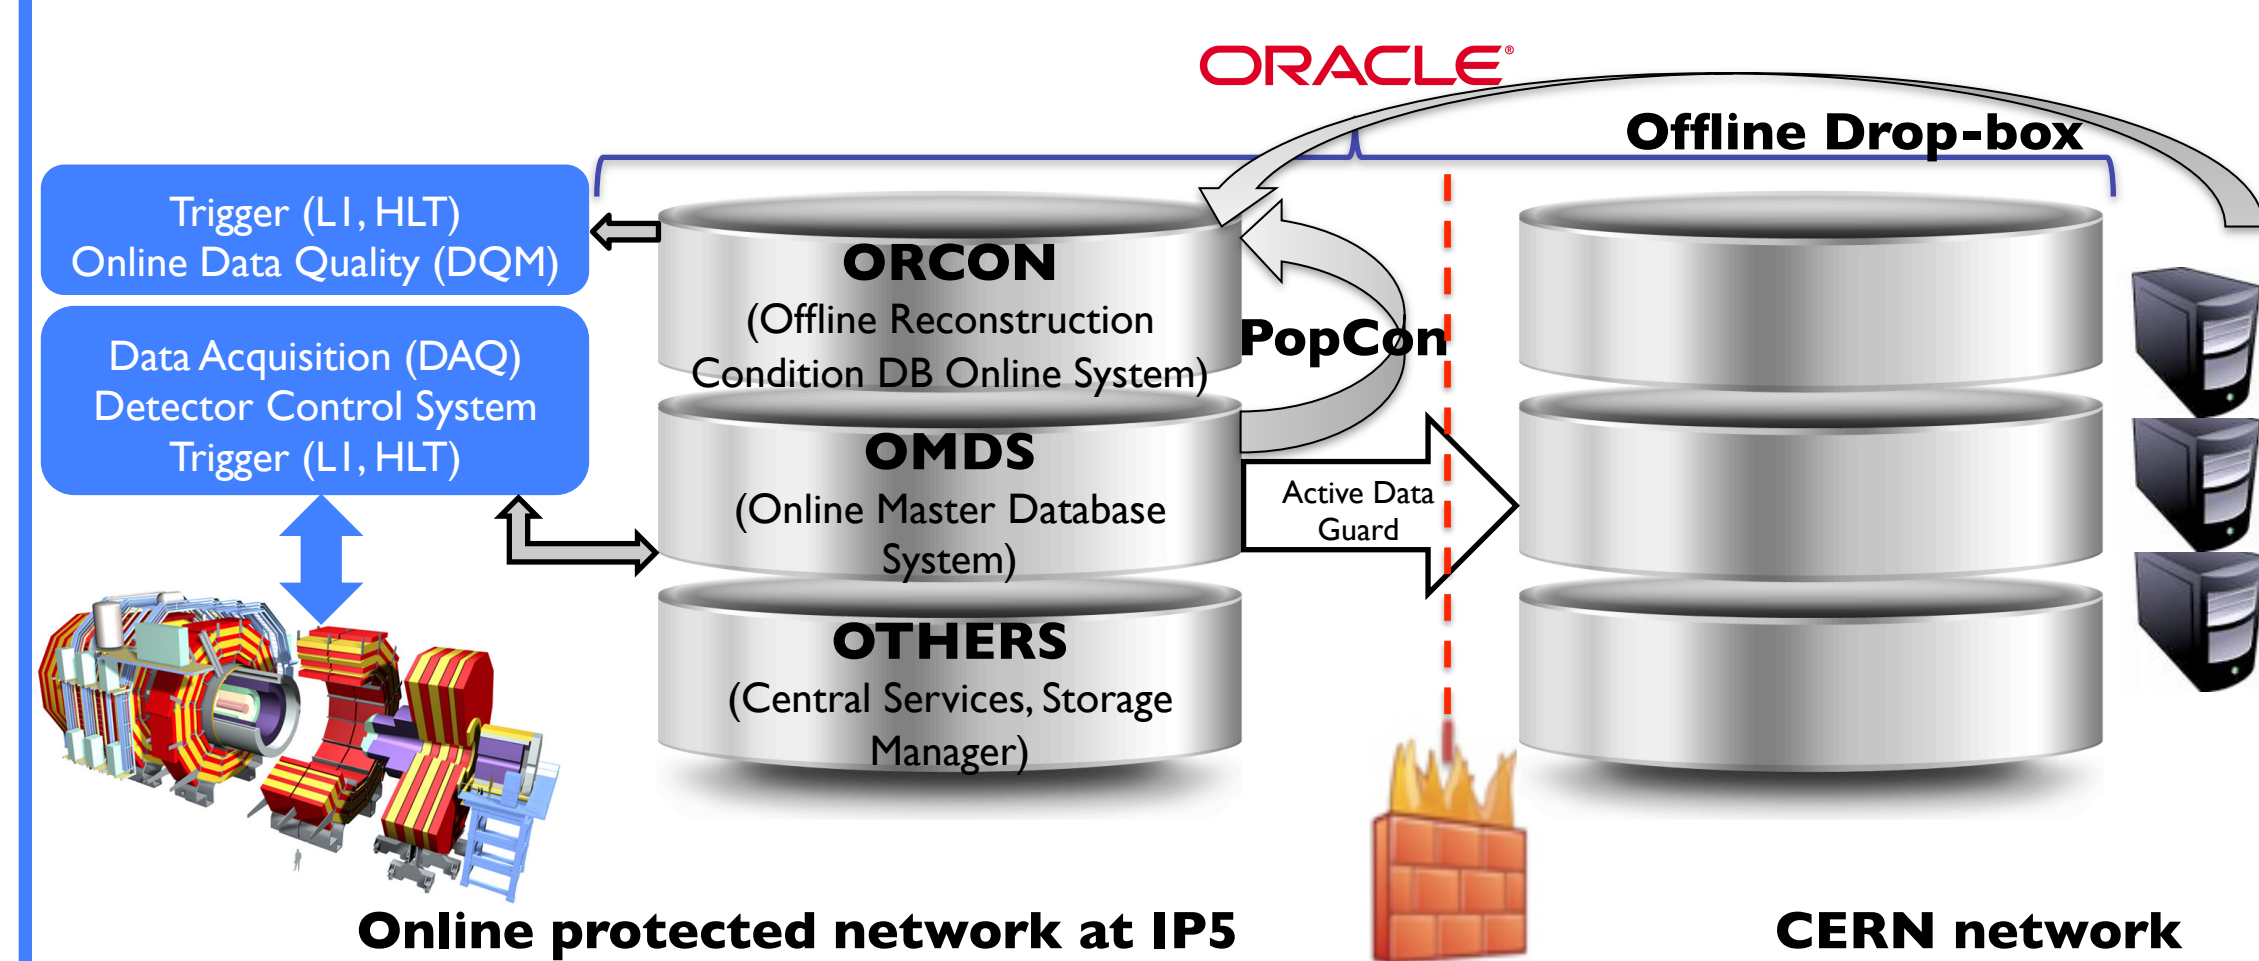 ORACLE®
Offline Drop-box
Trigger (L1, HLT)
Online Data Quality (DQM)
Data Acquisition (DAQ)
Detector Control System
Trigger (L1, HLT)
ORCON
(Offline Reconstruction
Condition DB Online System)
PopCon
OMDS
(Online Master Database
System)
Active Data
Guard
OTHERS
(Central Services, Storage
Manager)
Online protected network at IP5
CERN network